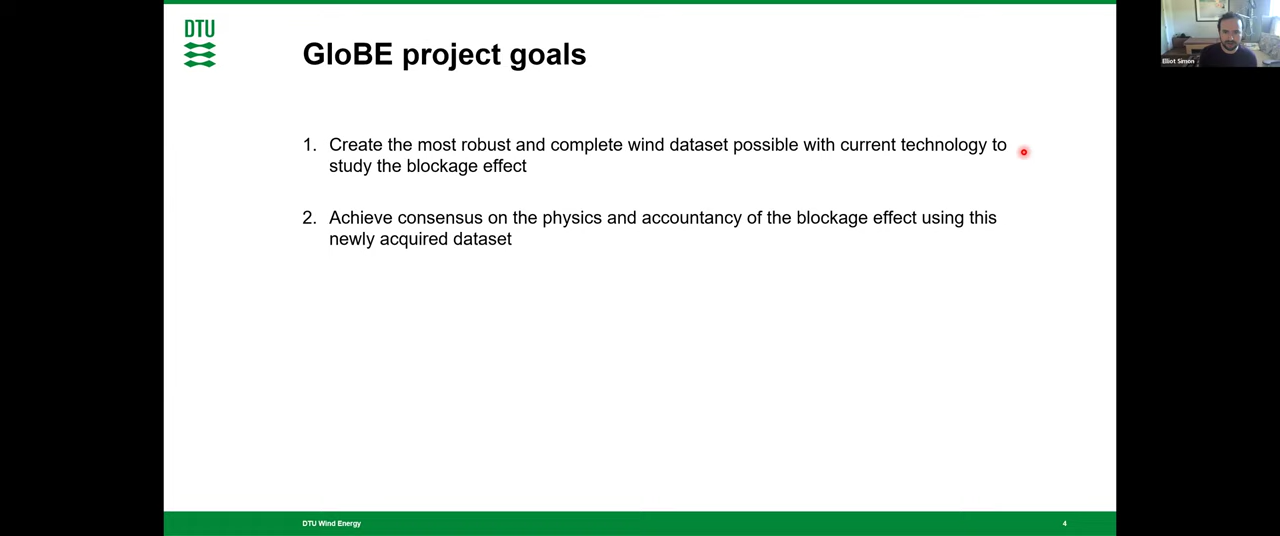 DTU
GloBE project goals
Elliot Simon
1. Create the most robust and complete wind dataset possible with current technology to
study the blockage effect
2. Achieve consensus on the physics and accountancy of the blockage effect using this
newly acquired dataset
DTU Wind Energy
4